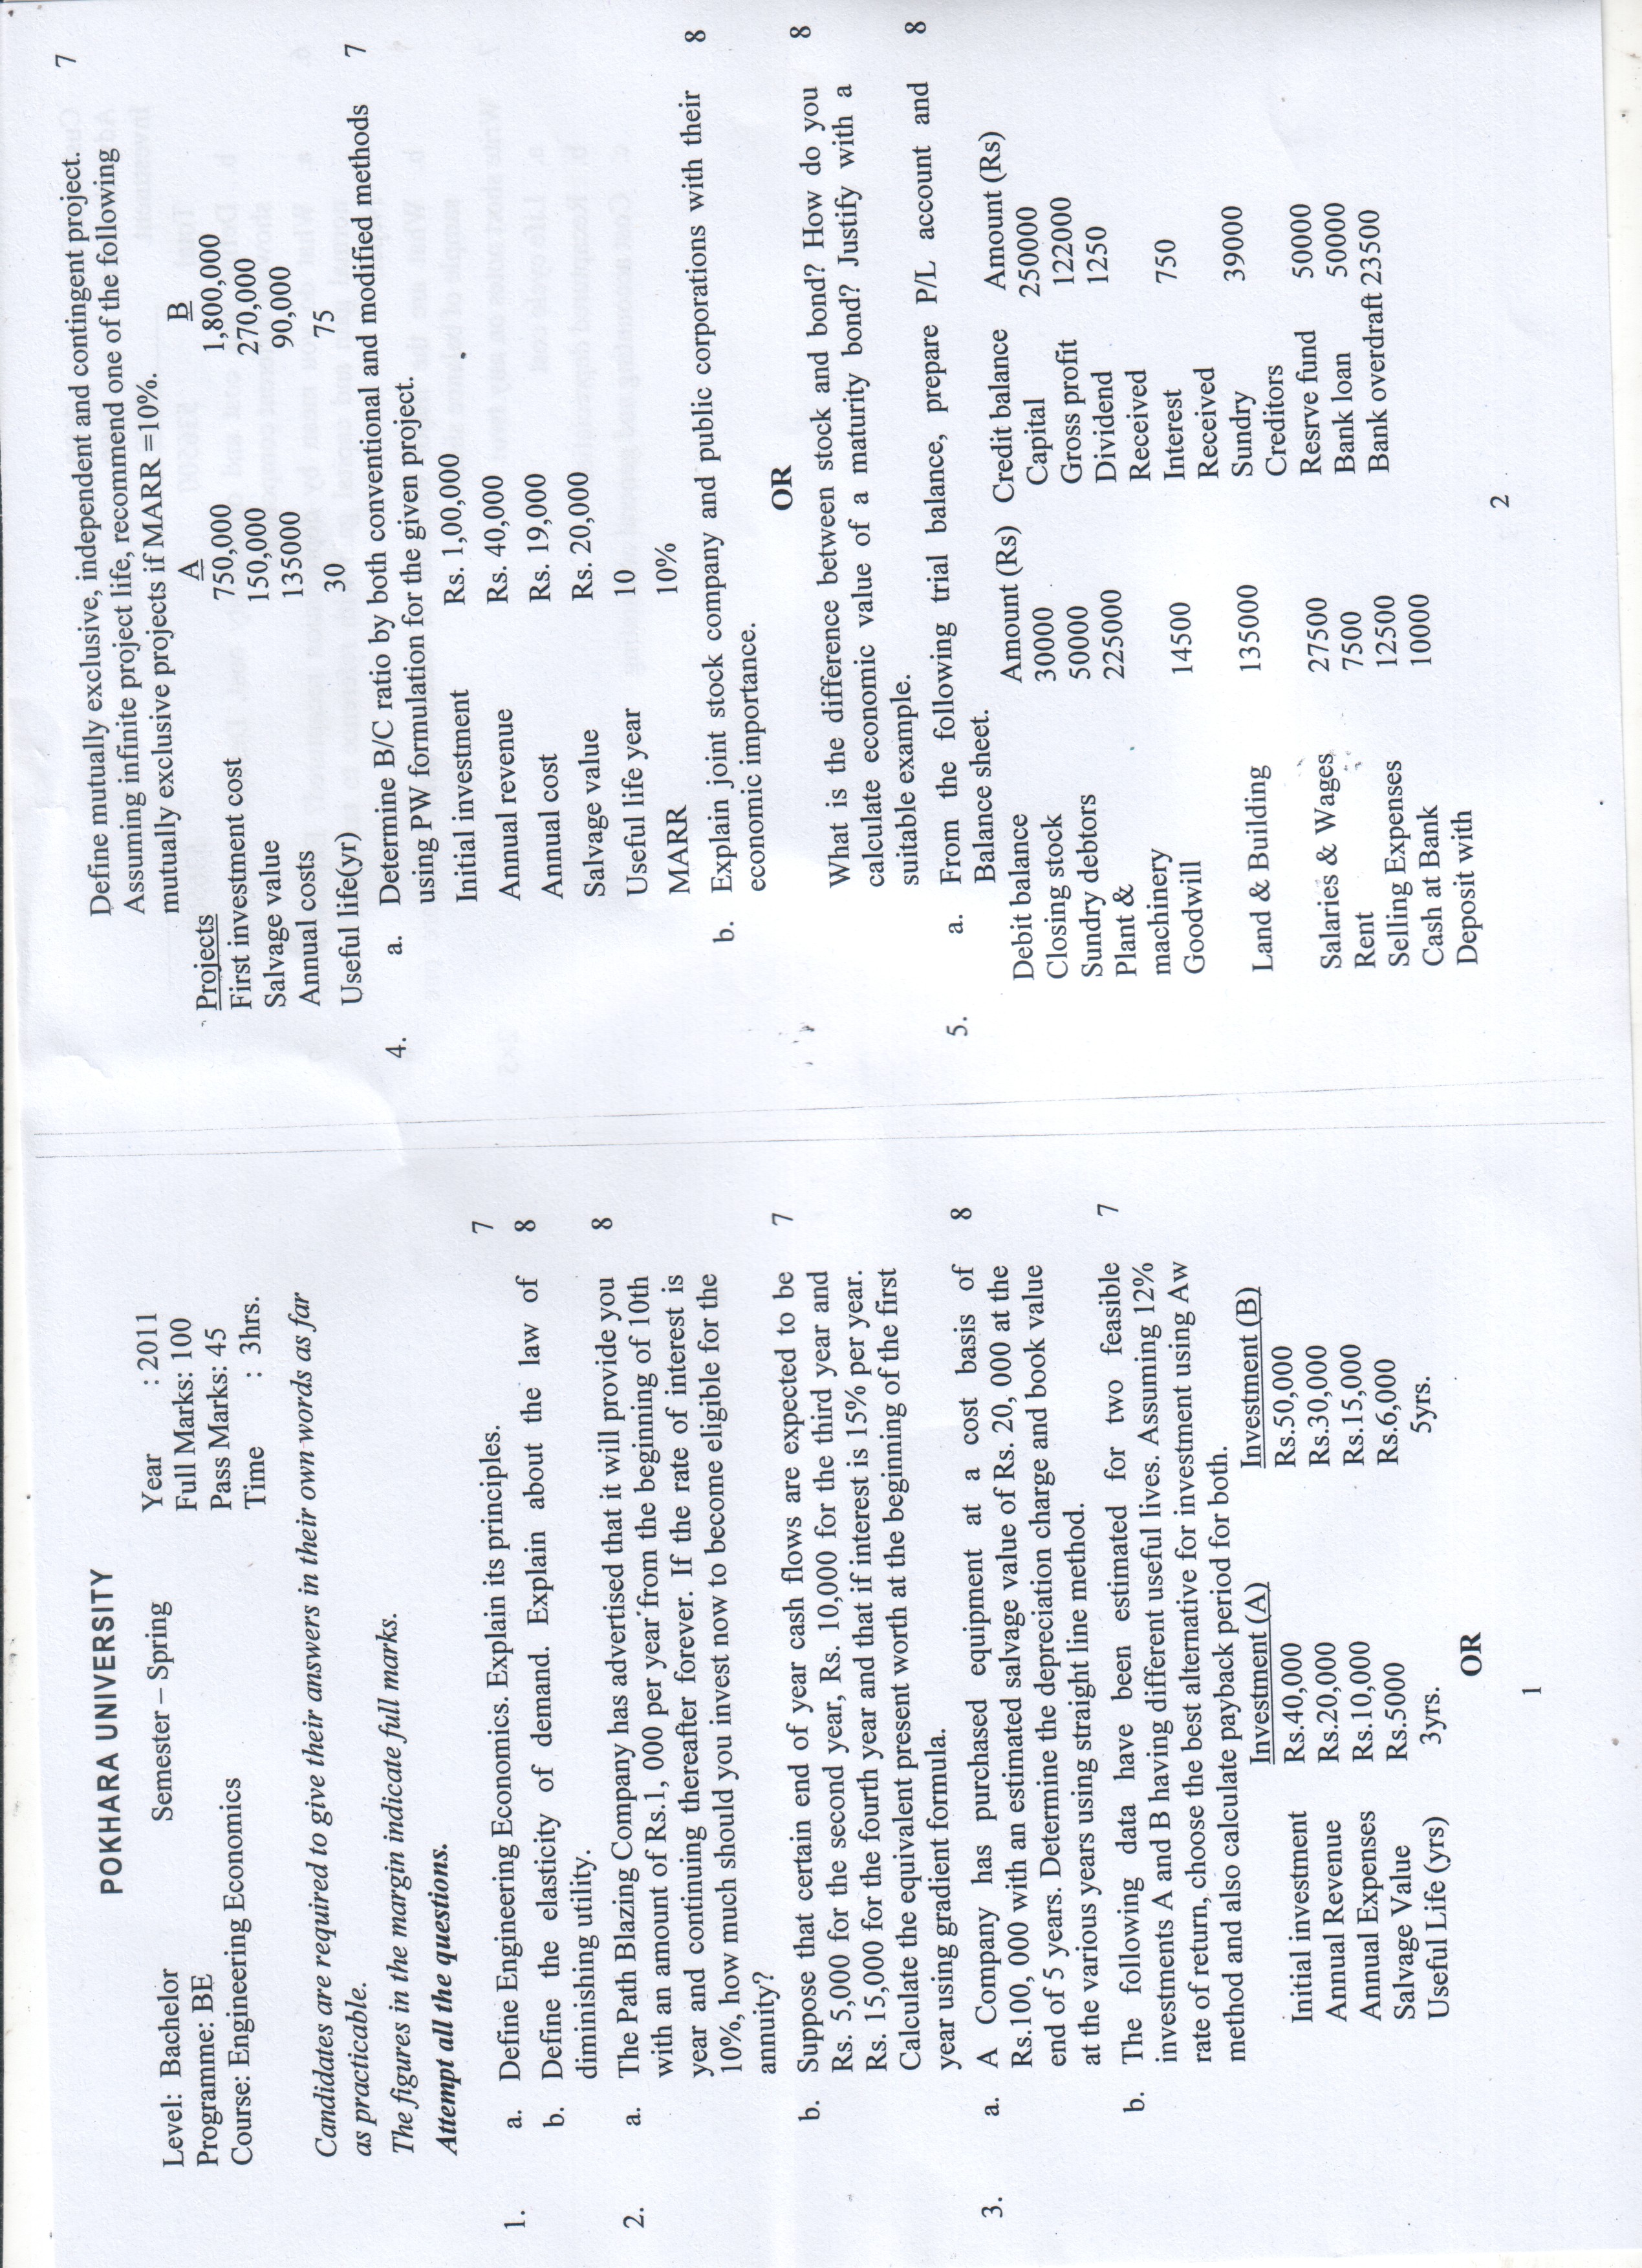 POKHARA UNIVERSITY
Level: Bachelor Semester – Spring Year : 2011
Programme: BE Full Marks: 100
Course: Engineering Economics Pass Marks: 45
Time : 3hrs.
Candidates are required to give their answers in their own words as far
as practicable.
The figures in the margin indicate full marks.
Attempt all the questions.
1. a. Define Engineering Economics. Explain its principles. 7
b. Define the elasticity of demand. Explain about the law of 8
diminishing utility.
2. a. The Path Blazing Company has advertised that it will provide you 8
with an amount of Rs.1, 000 per year from the beginning of 10th
year and continuing thereafter forever. If the rate of interest is
10%, how much should you invest now to become eligible for the
annuity?
b. Suppose that certain end of year cash flows are expected to be 7
Rs. 5,000 for the second year, Rs. 10,000 for the third year and
Rs. 15,000 for the fourth year and that if interest is 15% per year.
Calculate the equivalent present worth at the beginning of the first
year using gradient formula.
3. a. A Company has purchased equipment at a cost basis of 8
Rs.100, 000 with an estimated salvage value of Rs. 20, 000 at the
end of 5 years. Determine the depreciation charge and book value
at the various years using straight line method.
b. The following data have been estimated for two feasible 7
investments A and B having different useful lives. Assuming 12%
rate of return, choose the best alternative for investment using Aw
method and also calculate payback period for both.
Investment (A) Investment (B)
Initial investment Rs.40,000 Rs.50,000
Annual Revenue Rs.20,000 Rs.30,000
Annual Expenses Rs.10,000 Rs.15,000
Salvage Value Rs.5000 Rs.6,000
Useful Life (yrs) 3yrs. 5yrs.
OR
1
Define mutually exclusive, independent and contingent project. 7
Assuming infinite project life, recommend one of the following
mutually exclusive projects if MARR =10%.
Projects A B
First investment cost 750,000 1,800,000
Salvage value 150,000 270,000
Annual costs 135000 90,000
Useful life(yr) 30 75
4. a. Determine B/C ratio by both conventional and modified methods 7
using PW formulation for the given project.
Initial investment Rs. 1,00,000
Annual revenue Rs. 40,000
Annual cost Rs. 19,000
Salvage value Rs. 20,000
Useful life year 10
MARR 10%
b. Explain joint stock company and public corporations with their 8
economic importance.
OR
What is the difference between stock and bond? How do you 8
calculate economic value of a maturity bond? Justify with a
suitable example.
5. a. From the following trial balance, prepare P/L account and 8
Balance sheet.
Debit balance Amount (Rs) Credit balance Amount (Rs)
Closing stock 30000 Capital 250000
Sundry debtors 50000 Gross profit 122000
Plant & 225000 Dividend 1250
machinery Received
Goodwill 14500 Interest 750
Received
Land & Building 135000 Sundry 39000
Creditors
Salaries & Wages 27500 Resrve fund 50000
Rent 7500 Bank loan 50000
Selling Expenses 12500 Bank overdraft 23500
Cash at Bank 10000
Deposit with
2